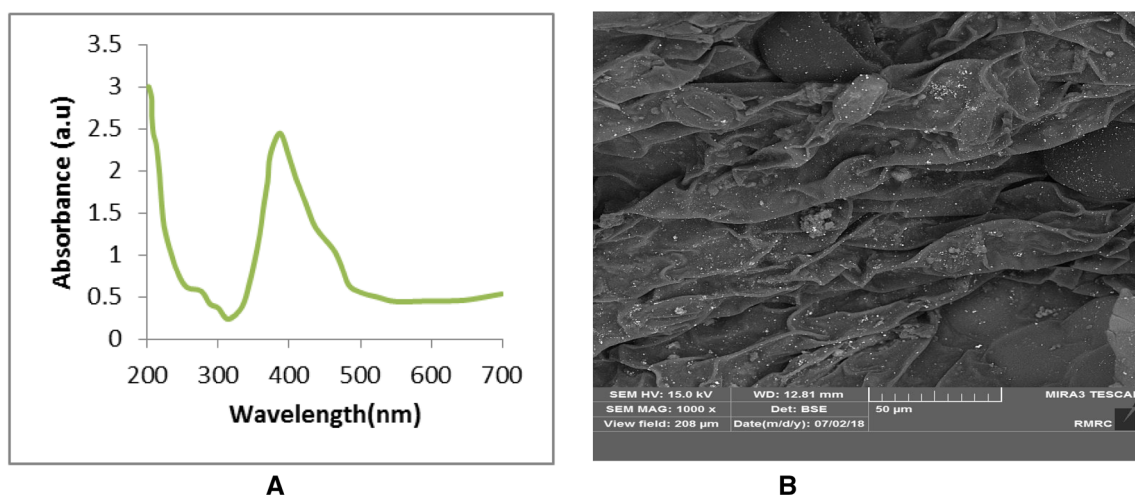 3.5
3
2.5
2
1.5
1
0.5
0
Absorbance (a.u)
200 300 400 500 600 700
Wavelength(nm)
A
SEM HV: 15.0 kV WD: 12.81 mm MIRA3 TESCA
SEM MAG: 1000 x Det: BSE 50 µm
View field: 208 µm Date(m/d/y): 07/02/18 RMRC
B